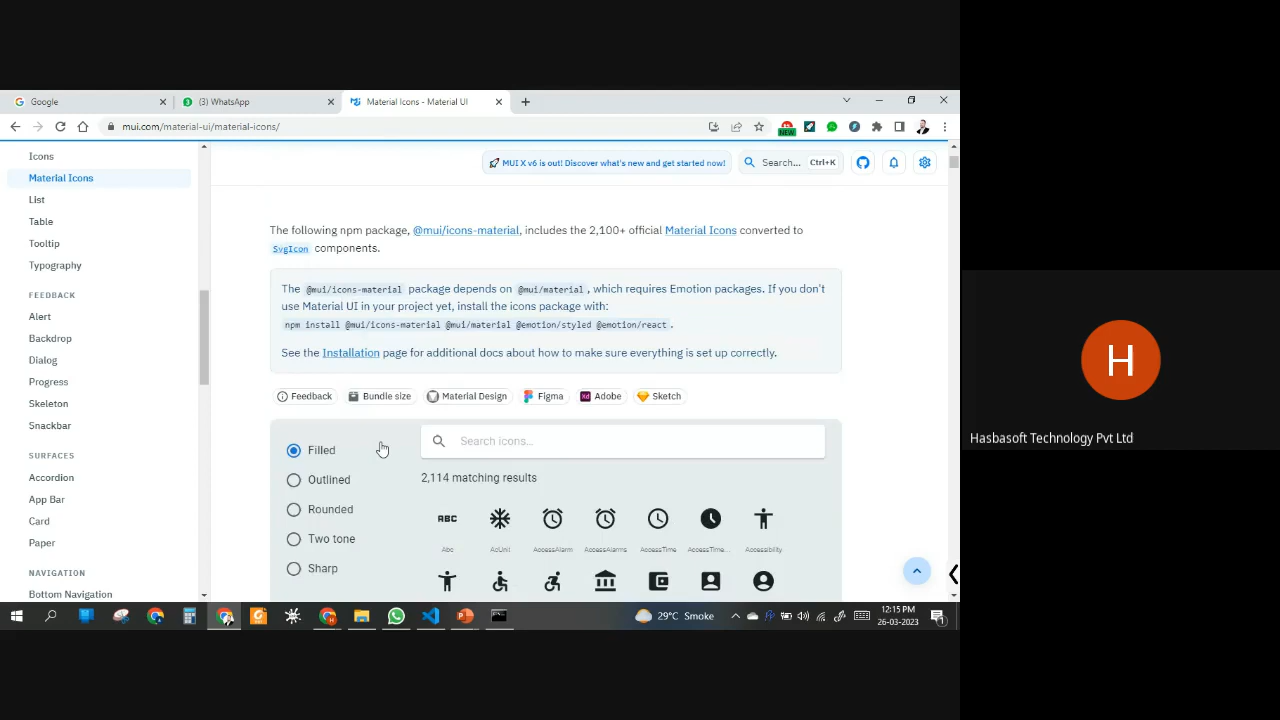 Google
(3) WhatsApp
Material Icons - Material UI
mui.com/material-ui/material-icons/
NEW
Icons
Material Icons
List
Table
Tooltip
Typography
FEEDBACK
Alert
Backdrop
Dialog
Progress
Skeleton
Snackbar
SURFACES
Accordion
App Bar
Card
Paper
NAVIGATION
Bottom Navigation
MUI X v6 is out! Discover what's new and get started now!
Search... Ctrl+K
The following npm package, @mui/icons-material, includes the 2,100+ official Material Icons converted to
SvgIcon components.
The @mui/icons-material package depends on @mui/material, which requires Emotion packages. If you don't
use Material UI in your project yet, install the icons package with:
npm install @mui/icons-material @mui/material @emotion/styled @emotion/react.
See the Installation page for additional docs about how to make sure everything is set up correctly.
Feedback Bundle size Material Design Figma Adobe Sketch
Filled
Outlined
Rounded
Two tone
Sharp
Search icons...
2,114 matching results
ABC
Abc AcUnit AccessAlarm AccessAlarms AccessTime AccessTime... Accessibility
29°C Smoke
12:15 PM
26-03-2023
H
Hasbasoft Technology Pvt Ltd